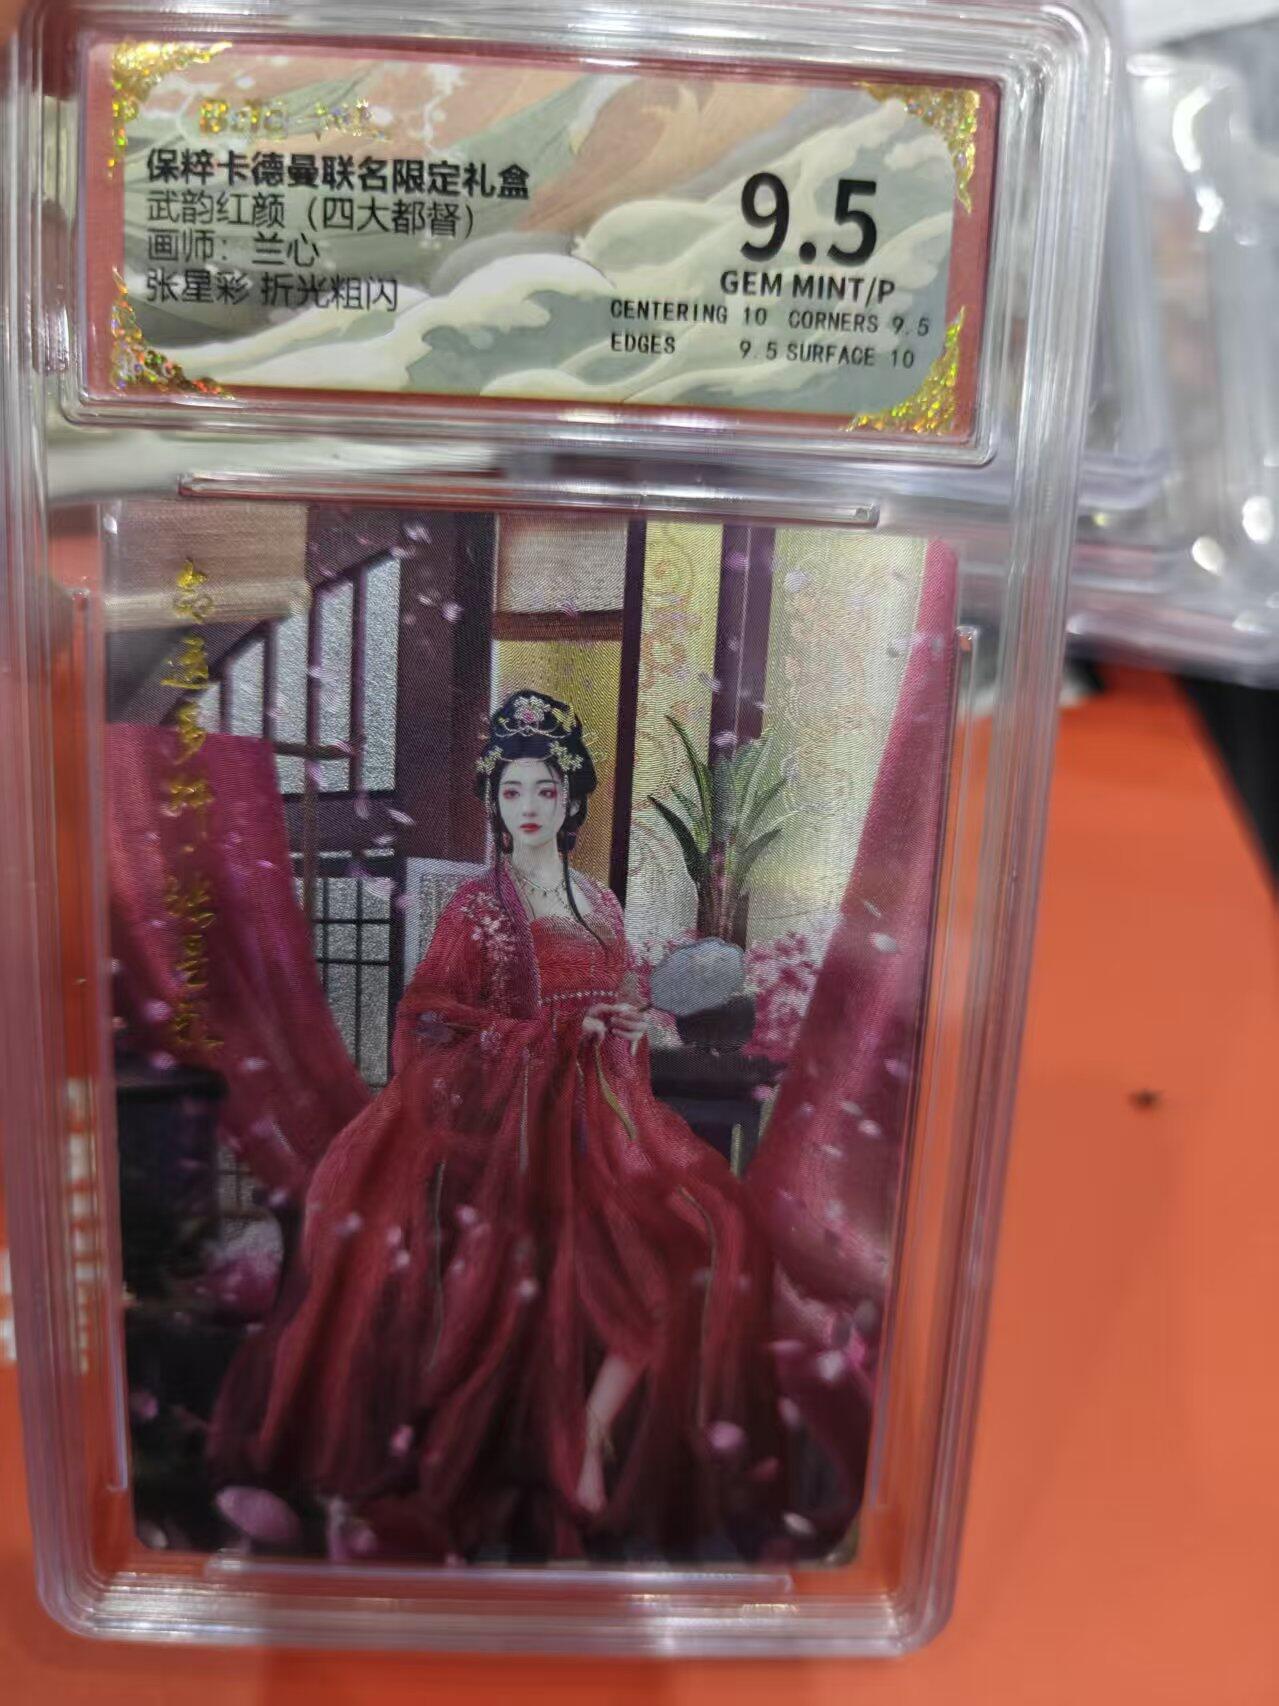 保粹卡德曼联名限定礼盒
武韵红颜（四大都督）
画师：兰心
张星彩 折光粗闪
9.5
GEM MINT/P
CENTERING 10 CORNERS 9.5
EDGES 9.5 SURFACE 10